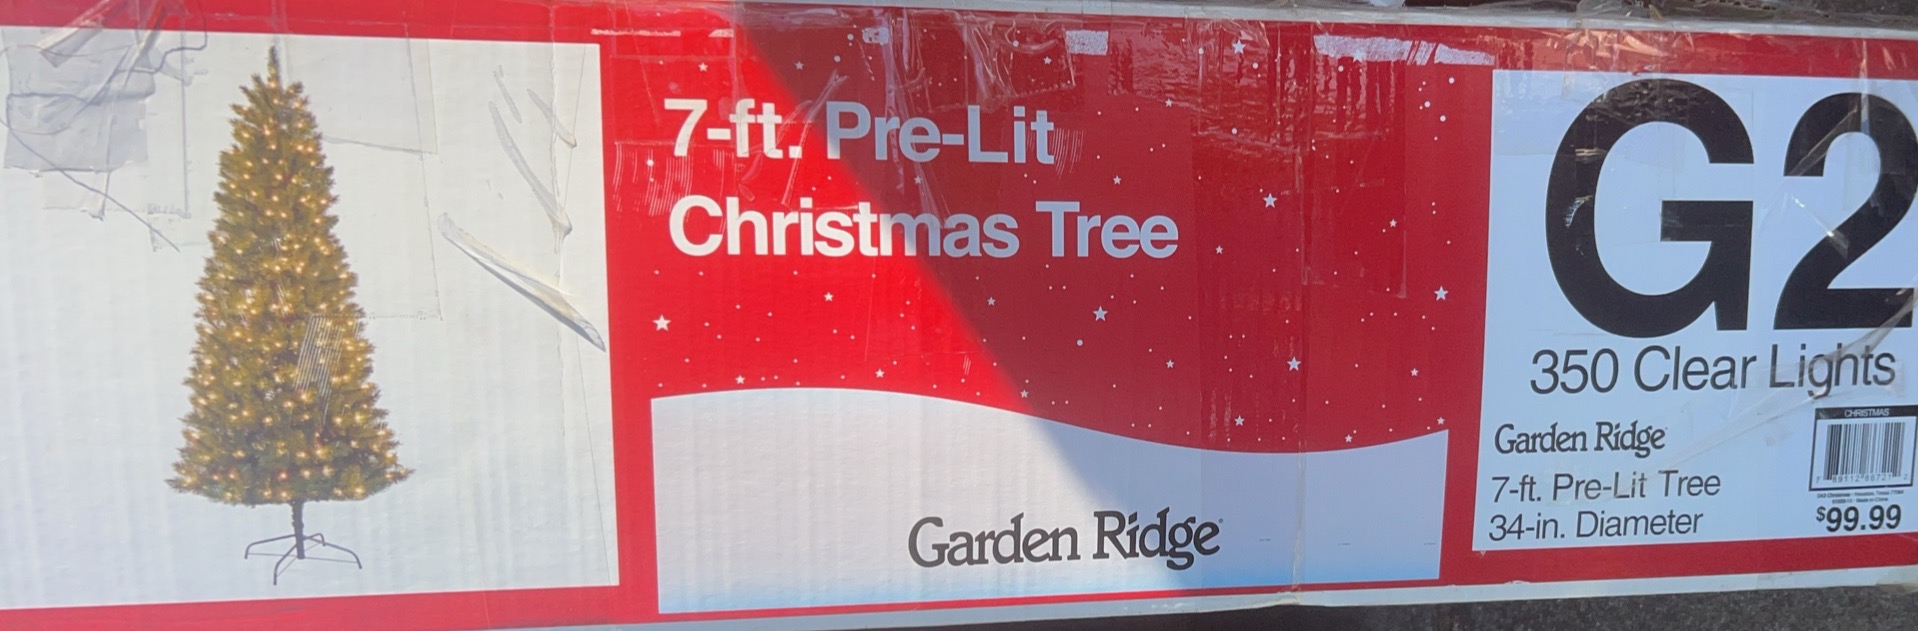 7-ft. Pre-Lit
Christmas Tree
Garden Ridge
G2
350 Clear Lights
Garden Ridge
7-ft. Pre-Lit Tree
34-in. Diameter
CHRISTMAS
$99.99